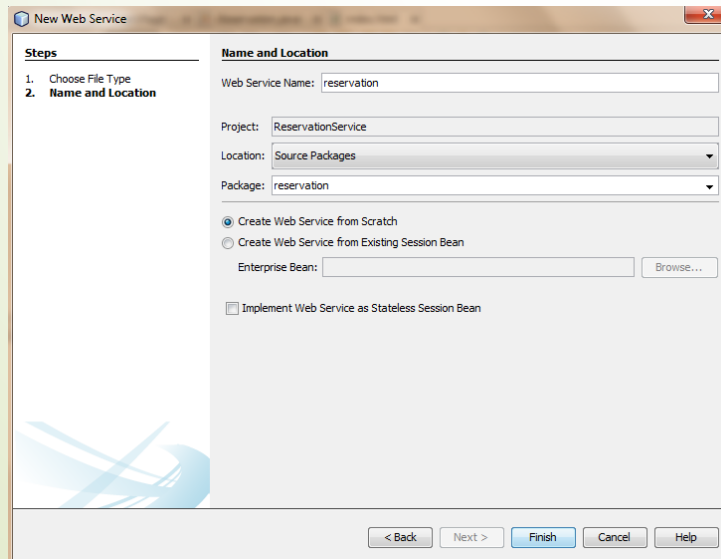 New Web Service
Steps
1. Choose File Type
2. Name and Location
Name and Location
Web Service Name: reservation
Project: ReservationService
Location: Source Packages
Package: reservation
Create Web Service from Scratch
Create Web Service from Existing Session Bean
Enterprise Bean: Browse...
Implement Web Service as Stateless Session Bean
< Back Next > Finish Cancel Help